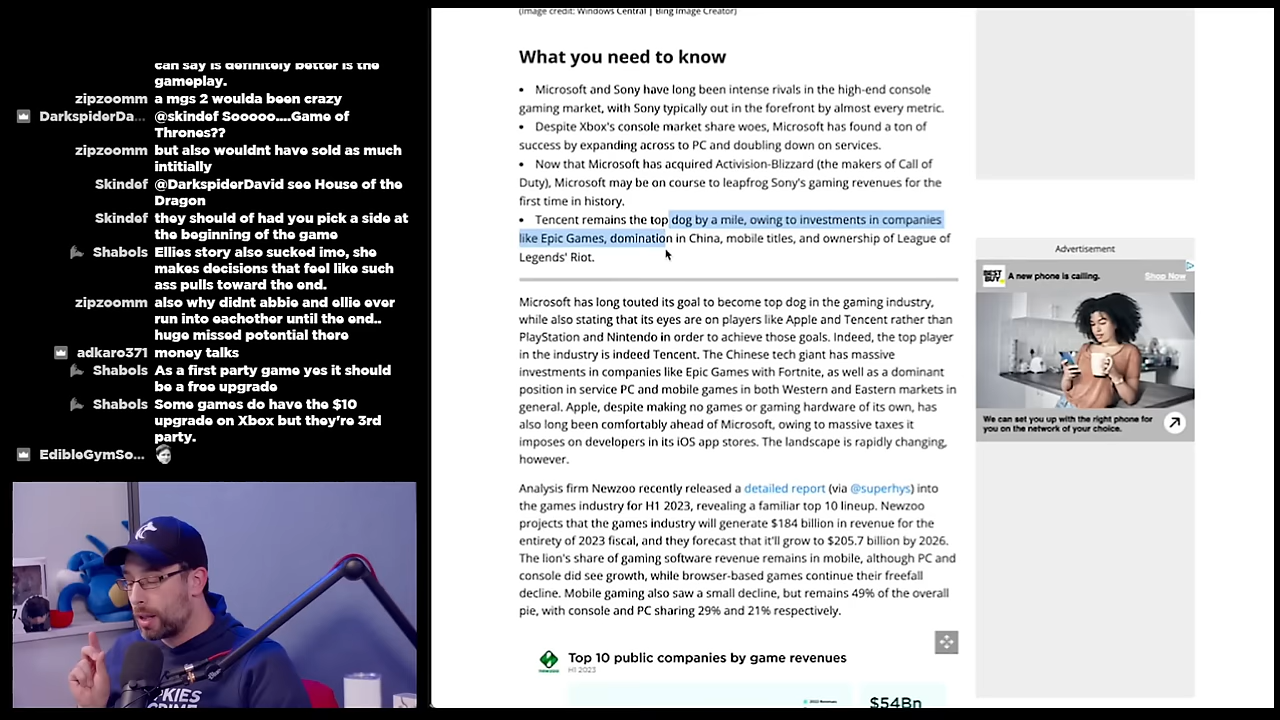 can say is definitely better is the
gameplay.
zipzoomm a mgs 2 woulda been crazy
DarkspiderDa... @skindef Scoooo....Game of
Thrones??
zipzoomm but also wouldnt have sold as much
intitially
Skindef @DarkspiderDavid see House of the
Dragon
Skindef they should of had you pick a side at
the beginning of the game
Shabols Ellies story also sucked imo, she
makes decisions that feel like such
ass pulls toward the end.
zipzoomm also why didnt abbie and ellie ever
run into eachother until the end..
huge missed potential there
adkaro371 money talks
Shabols As a first party game yes it should
be a free upgrade
Shabols Some games do have the $10
upgrade on Xbox but they're 3rd
party.
EdibleGymSo...
(Image credit: Windows Central | Bing Image Creator)
What you need to know
• Microsoft and Sony have long been intense rivals in the high-end console
gaming market, with Sony typically out in the forefront by almost every metric.
• Despite Xbox's console market share woes, Microsoft has found a ton of
success by expanding across to PC and doubling down on services.
• Now that Microsoft has acquired Activision-Blizzard (the makers of Call of
Duty), Microsoft may be on course to leapfrog Sony's gaming revenues for the
first time in history.
• Tencent remains the top dog by a mile, owing to investments in companies
like Epic Games, domination in China, mobile titles, and ownership of League of
Legends' Riot.
Microsoft has long touted its goal to become top dog in the gaming industry,
while also stating that its eyes are on players like Apple and Tencent rather than
PlayStation and Nintendo in order to achieve those goals. Indeed, the top player
in the industry is indeed Tencent. The Chinese tech giant has massive
investments in companies like Epic Games with Fortnite, as well as a dominant
position in service PC and mobile games in both Western and Eastern markets in
general. Apple, despite making no games or gaming hardware of its own, has
also long been comfortably ahead of Microsoft, owing to massive taxes it
imposes on developers in its iOS app stores. The landscape is rapidly changing,
however.
Analysis firm Newzoo recently released a detailed report (via @superhys) into
the games industry for H1 2023, revealing a familiar top 10 lineup. Newzoo
projects that the games industry will generate $184 billion in revenue for the
entirety of 2023 fiscal, and they forecast that it'll grow to $205.7 billion by 2026.
The lion's share of gaming software revenue remains in mobile, although PC and
console did see growth, while browser-based games continue their freefall
decline. Mobile gaming also saw a small decline, but remains 49% of the overall
pie, with console and PC sharing 29% and 21% respectively.
Top 10 public companies by game revenues
H1 2023
$54Bn
Advertisement
BEST BUY
A new phone is calling.
Shop Now
We can set you up with the right phone for
you on the network of your choice.